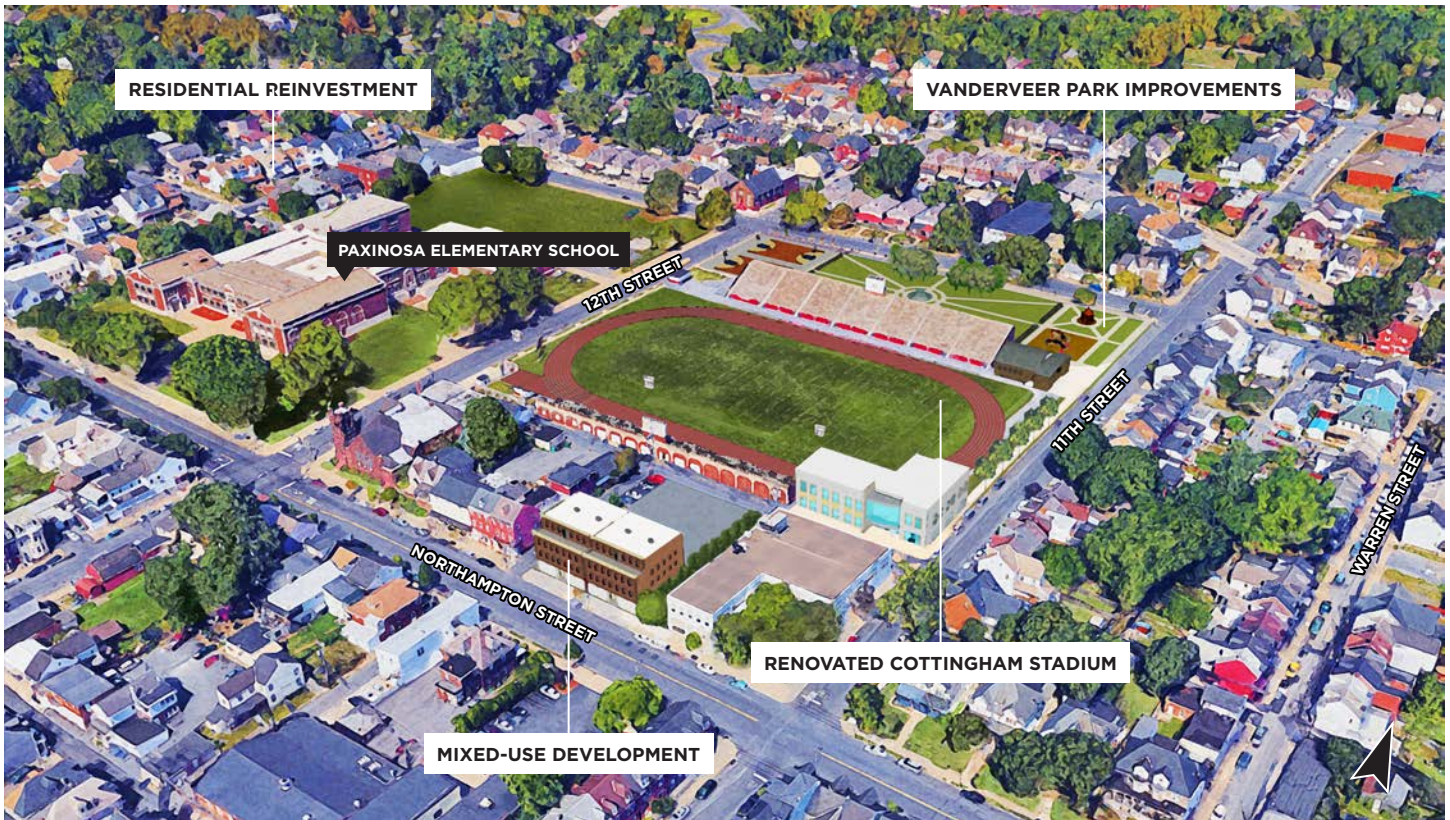 RESIDENTIAL REINVESTMENT
VANDERVEER PARK IMPROVEMENTS
PAXINOSA ELEMENTARY SCHOOL
12TH STREET
11TH STREET
WARREN STREET
NORTHAMPTON STREET
RENOVATED COTTINGHAM STADIUM
MIXED-USE DEVELOPMENT